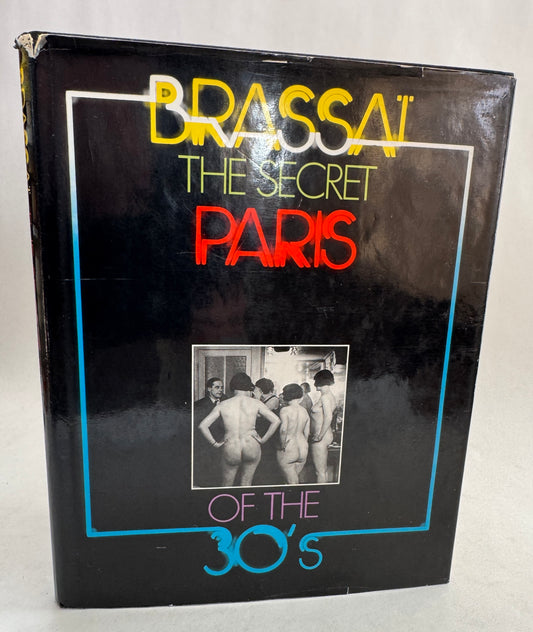 BRASSAÏ
THE SECRET
PARIS
OF THE
30's